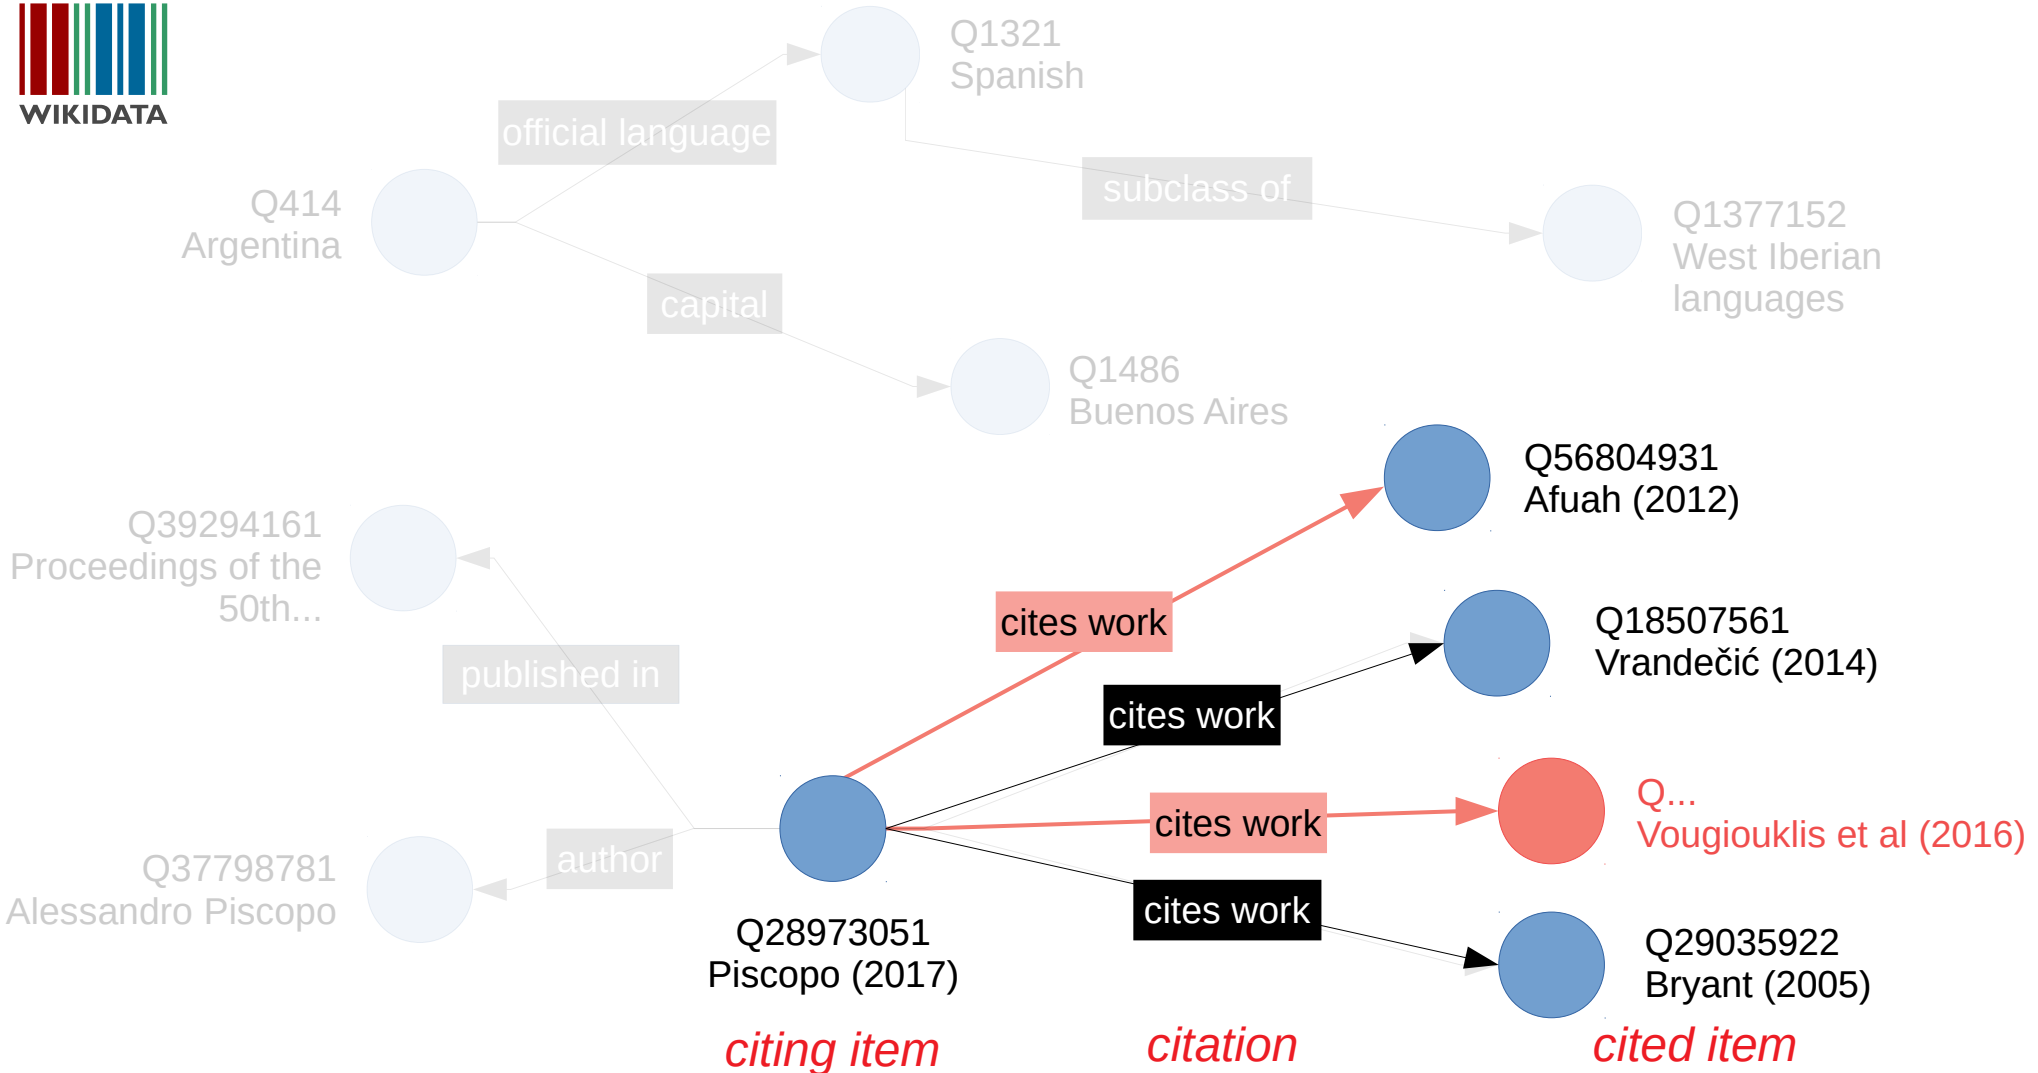 WIKIDATA
Q1321
Spanish
official language
subclass of
Q414
Argentina
Q1377152
West Iberian
languages
capital
Q1486
Buenos Aires
Q56804931
Afuah (2012)
Q39294161
Proceedings of the
50th...
cites work
Q18507561
Vrandečić (2014)
published in
cites work
Q...
Vougiouklis et al (2016)
cites work
author
Q37798781
Alessandro Piscopo
cites work
Q28973051
Piscopo (2017)
Q29035922
Bryant (2005)
citing item
citation
cited item